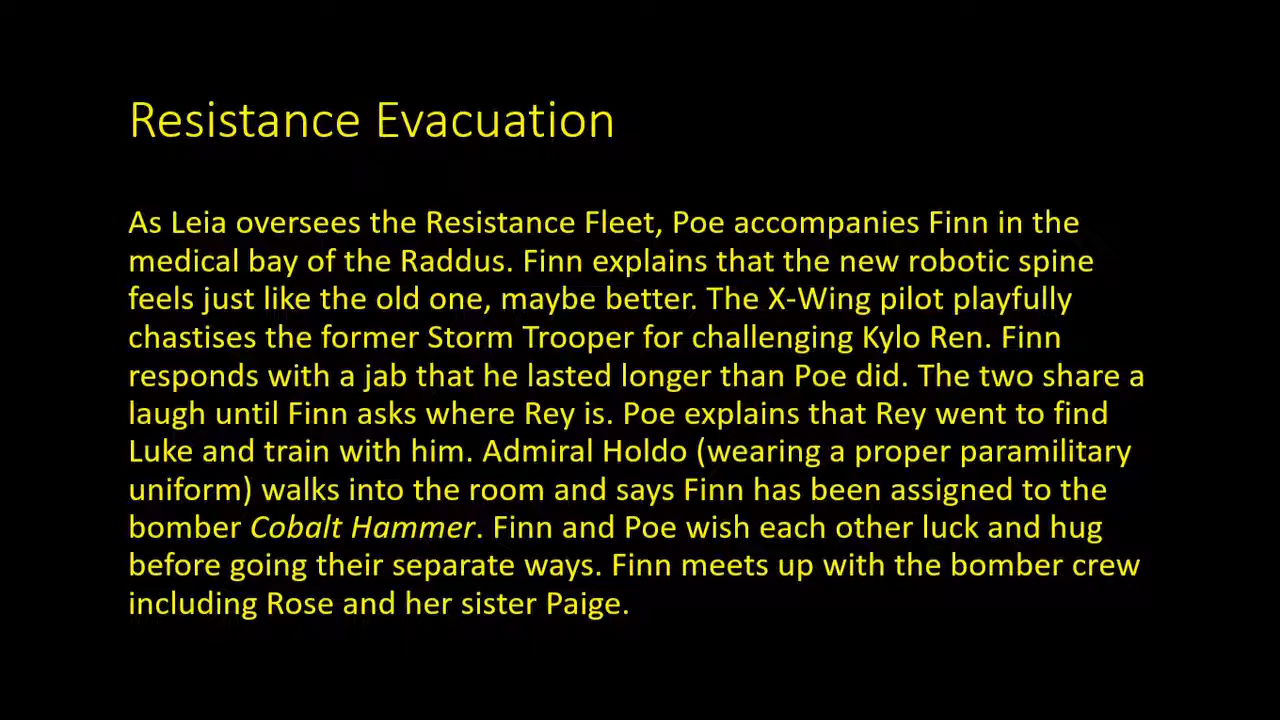 Resistance Evacuation
As Leia oversees the Resistance Fleet, Poe accompanies Finn in the
medical bay of the Raddus. Finn explains that the new robotic spine
feels just like the old one, maybe better. The X-Wing pilot playfully
chastises the former Storm Trooper for challenging Kylo Ren. Finn
responds with a jab that he lasted longer than Poe did. The two share a
laugh until Finn asks where Rey is. Poe explains that Rey went to find
Luke and train with him. Admiral Holdo (wearing a proper paramilitary
uniform) walks into the room and says Finn has been assigned to the
bomber Cobalt Hammer. Finn and Poe wish each other luck and hug
before going their separate ways. Finn meets up with the bomber crew
including Rose and her sister Paige.